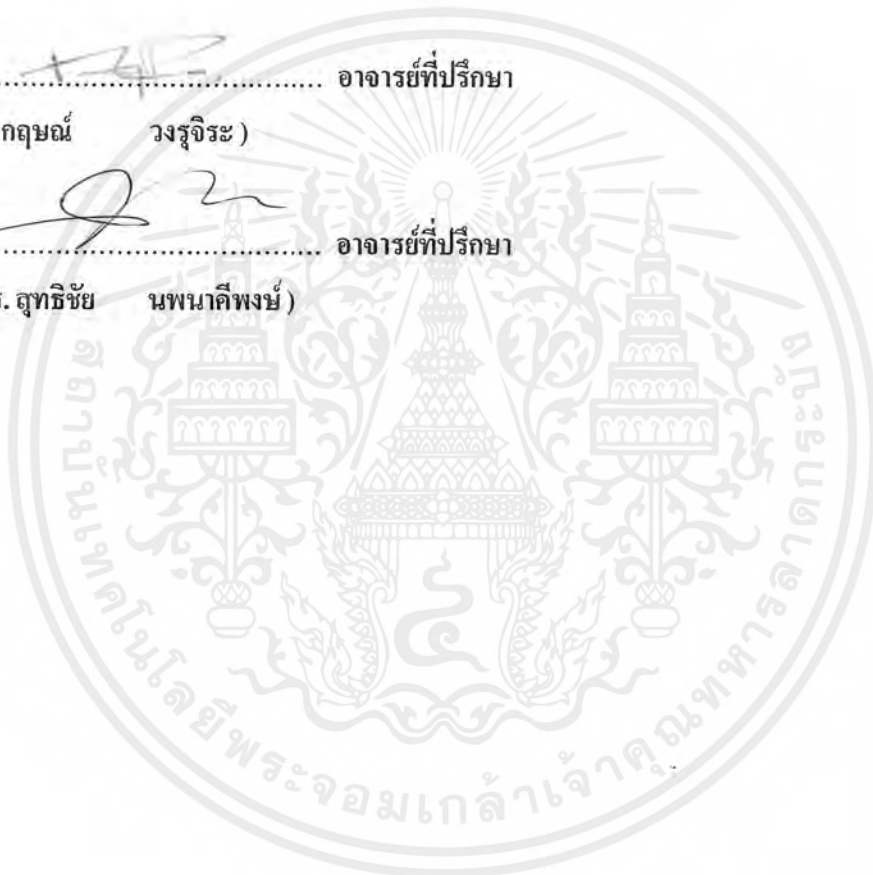 .................................................... อาจารย์ที่ปรึกษา
กฤษณ์ วงรุจิระ )
.................................................... อาจารย์ที่ปรึกษา
. สุทธิชัย นพนาคีพงษ์ )
สถาบันเทคโนโลยีพระจอมเกล้าเจ้าคุณทหารลาดกระบัง